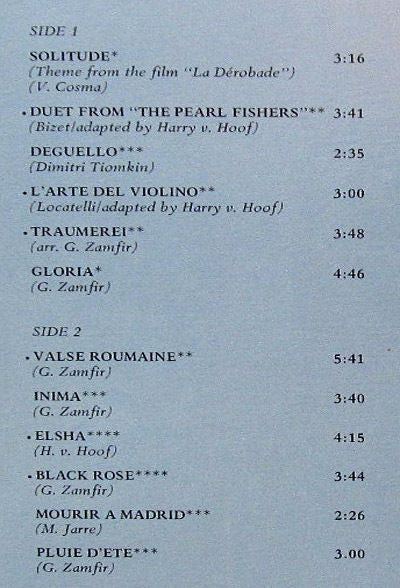 SIDE 1
SOLITUDE* 3:16
(Theme from the film "La Dérobade")
(V. Cosma)
• DUET FROM "THE PEARL FISHERS"** 3:41
(Bizet/adapted by Harry v. Hoof)
DEGUELLO*** 2:35
(Dimitri Tiomkin)
• L'ARTE DEL VIOLINO** 3:00
(Locatelli/adapted by Harry v. Hoof)
• TRAUMEREI** 3:48
(arr. G. Zamfir)
GLORIA* 4:46
(G. Zamfir)
SIDE 2
• VALSE ROUMAINE** 5:41
(G. Zamfir)
INIMA*** 3:40
(G. Zamfir)
• ELSHA**** 4:15
(H. v. Hoof)
• BLACK ROSE**** 3:44
(G. Zamfir)
MOURIR A MADRID*** 2:26
(M. Jarre)
PLUIE D'ETE*** 3.00
(G. Zamfir)